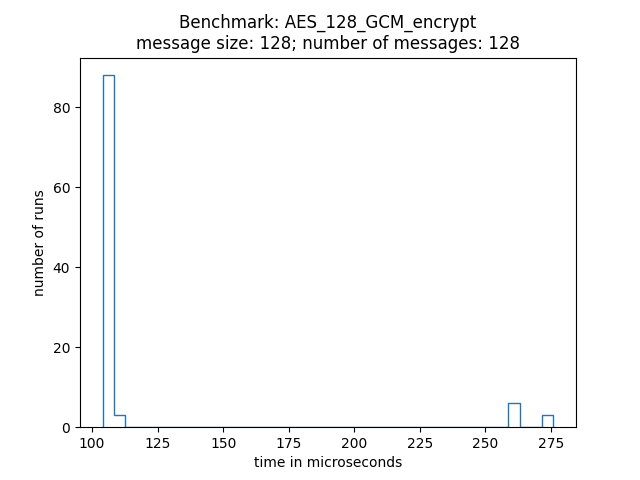 Benchmark: AES_128_GCM_encrypt
message size: 128; number of messages: 128
number of runs
80
60
40
20
0
100 125 150 175 200 225 250 275
time in microseconds